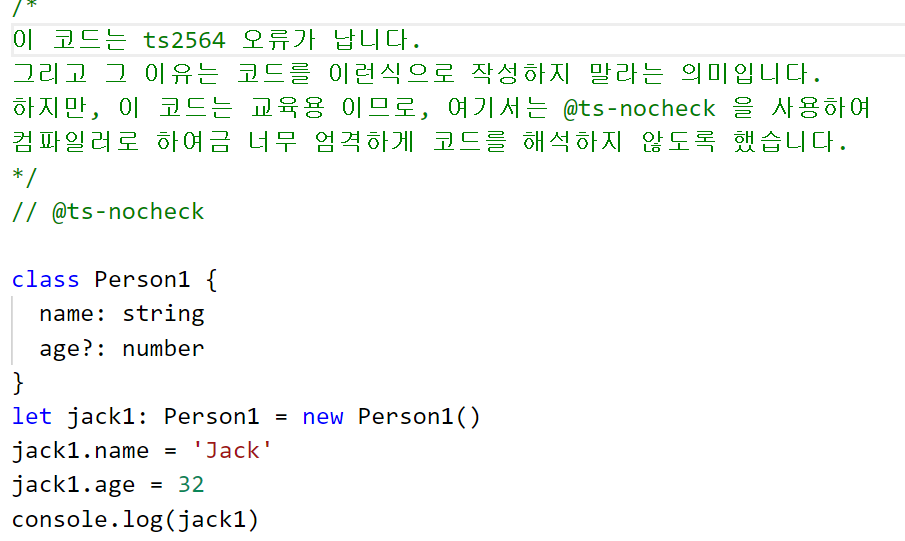 /*
이 코드는 ts2564 오류가 납니다.
그리고 그 이유는 코드를 이런식으로 작성하지 말라는 의미입니다.
하지만, 이 코드는 교육용 이므로, 여기서는 @ts-nocheck 을 사용하여
컴파일러로 하여금 너무 엄격하게 코드를 해석하지 않도록 했습니다.
*/
// @ts-nocheck
class Person1 {
  name: string
  age?: number
}
let jack1: Person1 = new Person1()
jack1.name = 'Jack'
jack1.age = 32
console.log(jack1)